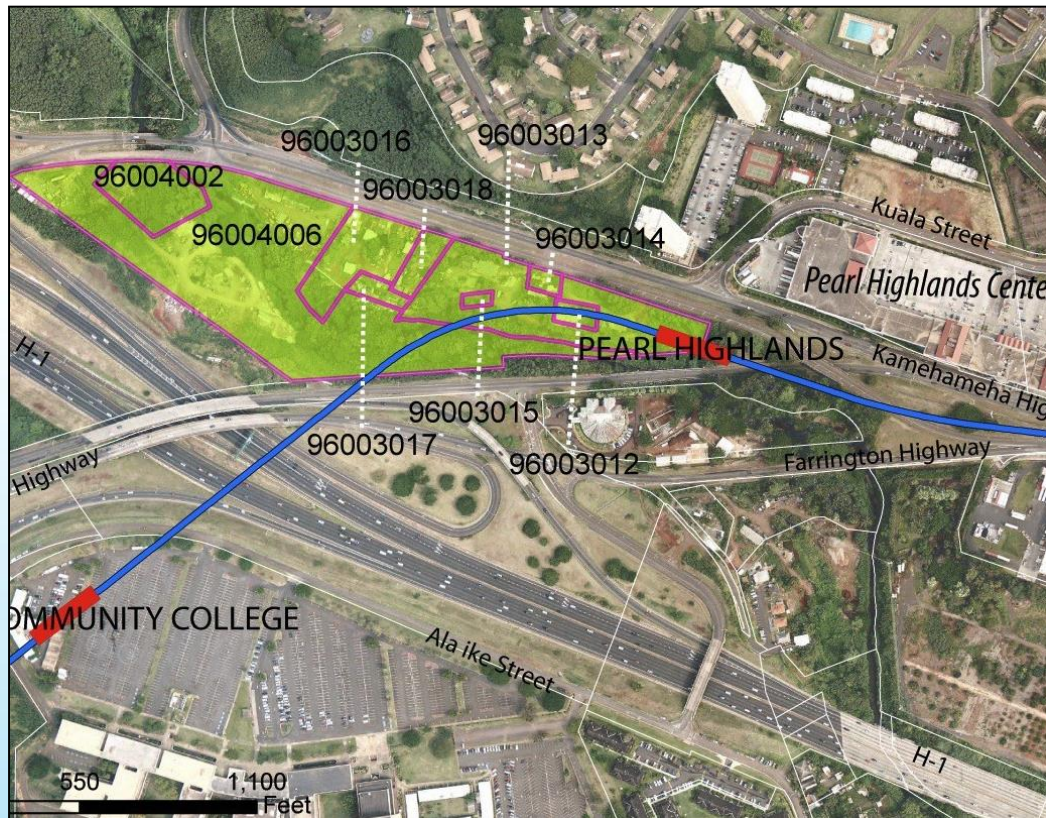 96003016
96003013
96004002
96003018
96004006
96003014
Kuala Street
Pearl Highlands Cente
H-1
PEARL HIGHLANDS
Kamehameha Hig
96003015
96003017
96003012
Highway
Farrington Highway
OMMUNITY COLLEGE
Ala ike Street
H-1
550
1,100
Feet